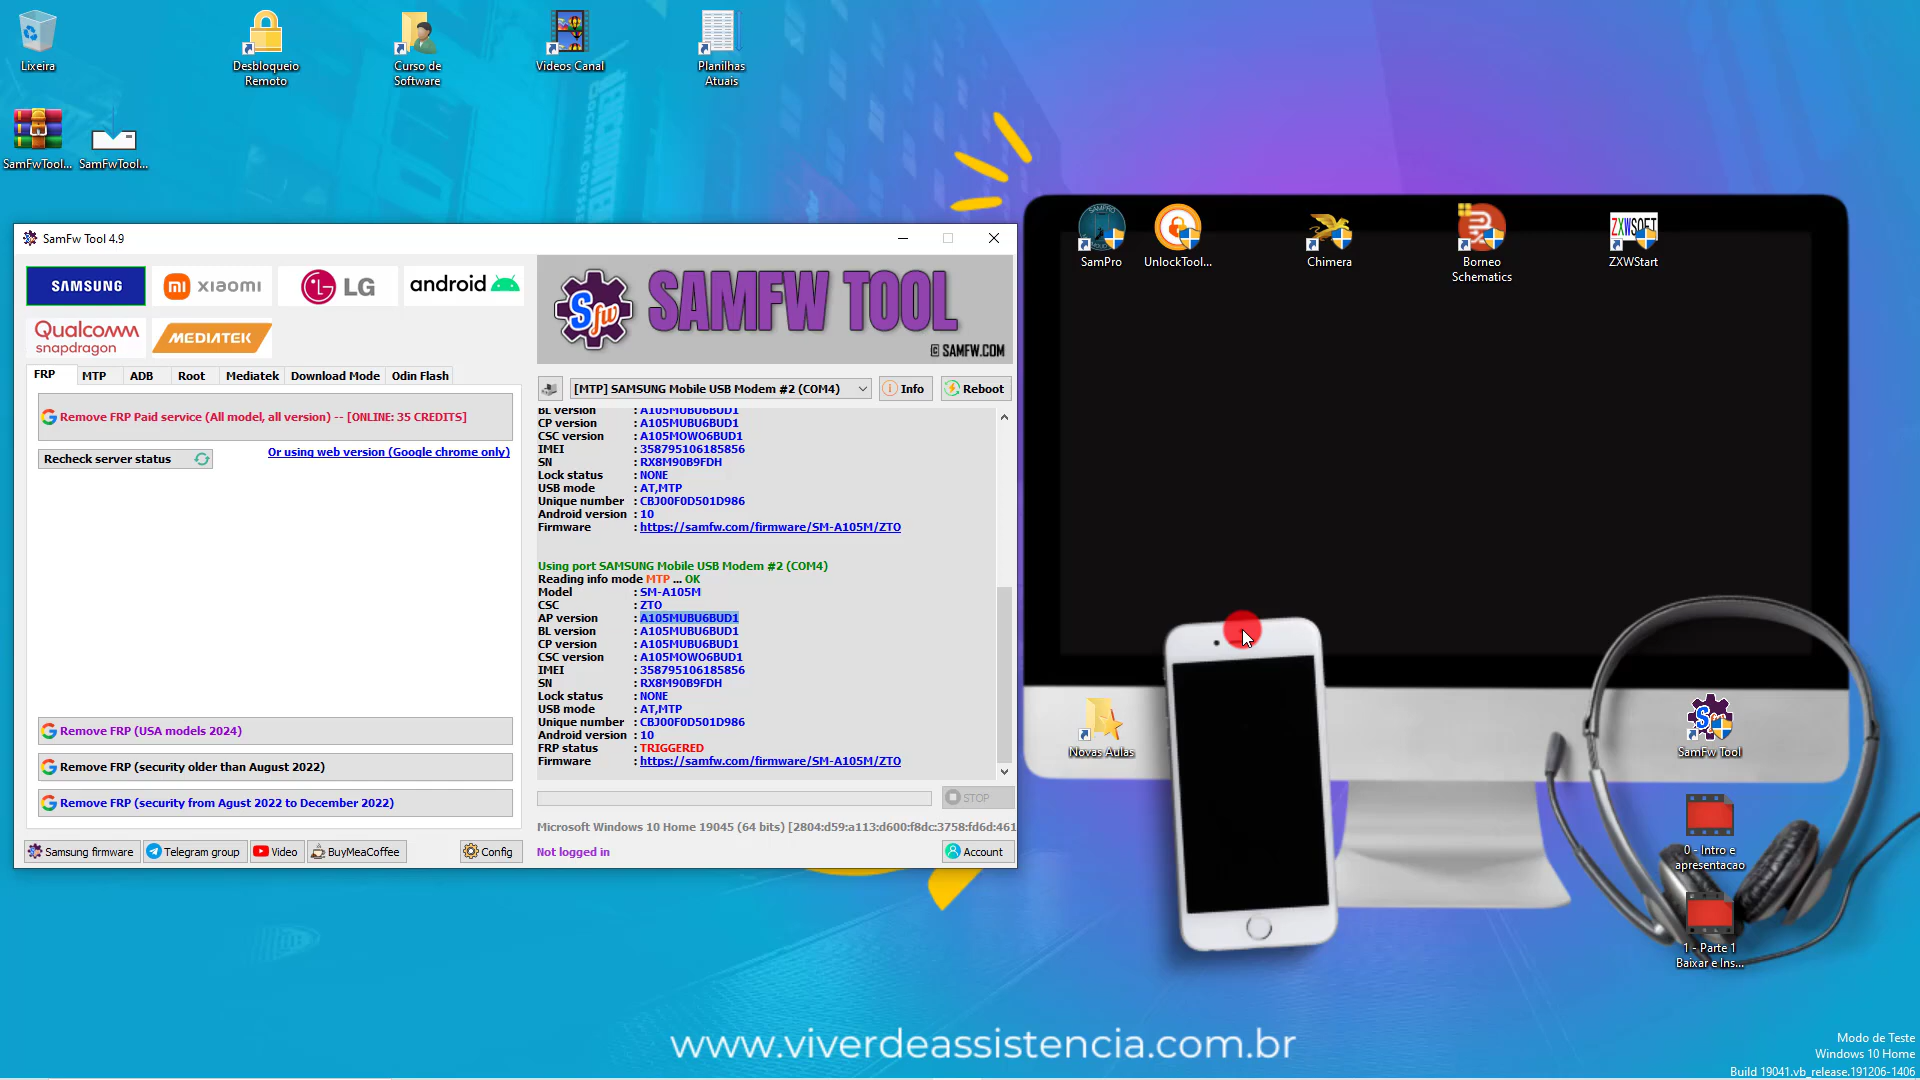 Lixeira
Desbloqueio
Remoto
Curso de
Software
Videos Canal
Planilhas
Atuais
SamFwTool...
SamFwTool...
SamFw Tool 4.9
SAMSUNG
mi xiaomi
LG
android
Qualcomm
snapdragon
MEDIATEK
Sfw
SAMFW TOOL
© SAMFW.COM
FRP
MTP
ADB
Root
Mediatek
Download Mode
Odin Flash
[MTP] SAMSUNG Mobile USB Modem #2 (COM4)
Info
Reboot
Remove FRP Paid service (All model, all version) -- [ONLINE: 35 CREDITS]
Recheck server status
Or using web version (Google chrome only)
BL version : A105MUBU6BUD1
CP version : A105MUBU6BUD1
CSC version : A105MOWO6BUD1
IMEI : 358795106185856
SN : RX8M90B9FDH
Lock status : NONE
USB mode : AT,MTP
Unique number : CBJ00F0D501D986
Android version : 10
Firmware : https://samfw.com/firmware/SM-A105M/ZTO
Using port SAMSUNG Mobile USB Modem #2 (COM4)
Reading info mode MTP ... OK
Model : SM-A105M
CSC : ZTO
AP version : A105MUBU6BUD1
BL version : A105MUBU6BUD1
CP version : A105MUBU6BUD1
CSC version : A105MOWO6BUD1
IMEI : 358795106185856
SN : RX8M90B9FDH
Lock status : NONE
USB mode : AT,MTP
Unique number : CBJ00F0D501D986
Android version : 10
FRP status : TRIGGERED
Firmware : https://samfw.com/firmware/SM-A105M/ZTO
Remove FRP (USA models 2024)
Remove FRP (security older than August 2022)
Remove FRP (security from Agust 2022 to December 2022)
STOP
Microsoft Windows 10 Home 19045 (64 bits) [2804:d59:a113:d600:f8dc:3758:fd6d:461
Samsung firmware
Telegram group
Video
BuyMeaCoffee
Config
Not logged in
Account
SamPro
UnlockTool...
Chimera
Borneo
Schematics
ZXWSOFT
ZXWStart
Novas Aulas
SamFw Tool
0 - Intro e
apresentacao
1 - Parte 1
Baixar e Ins...
www.viverdeassistencia.com.br
Modo de Teste
Windows 10 Home
Build 19041.vb_release.191206-1406